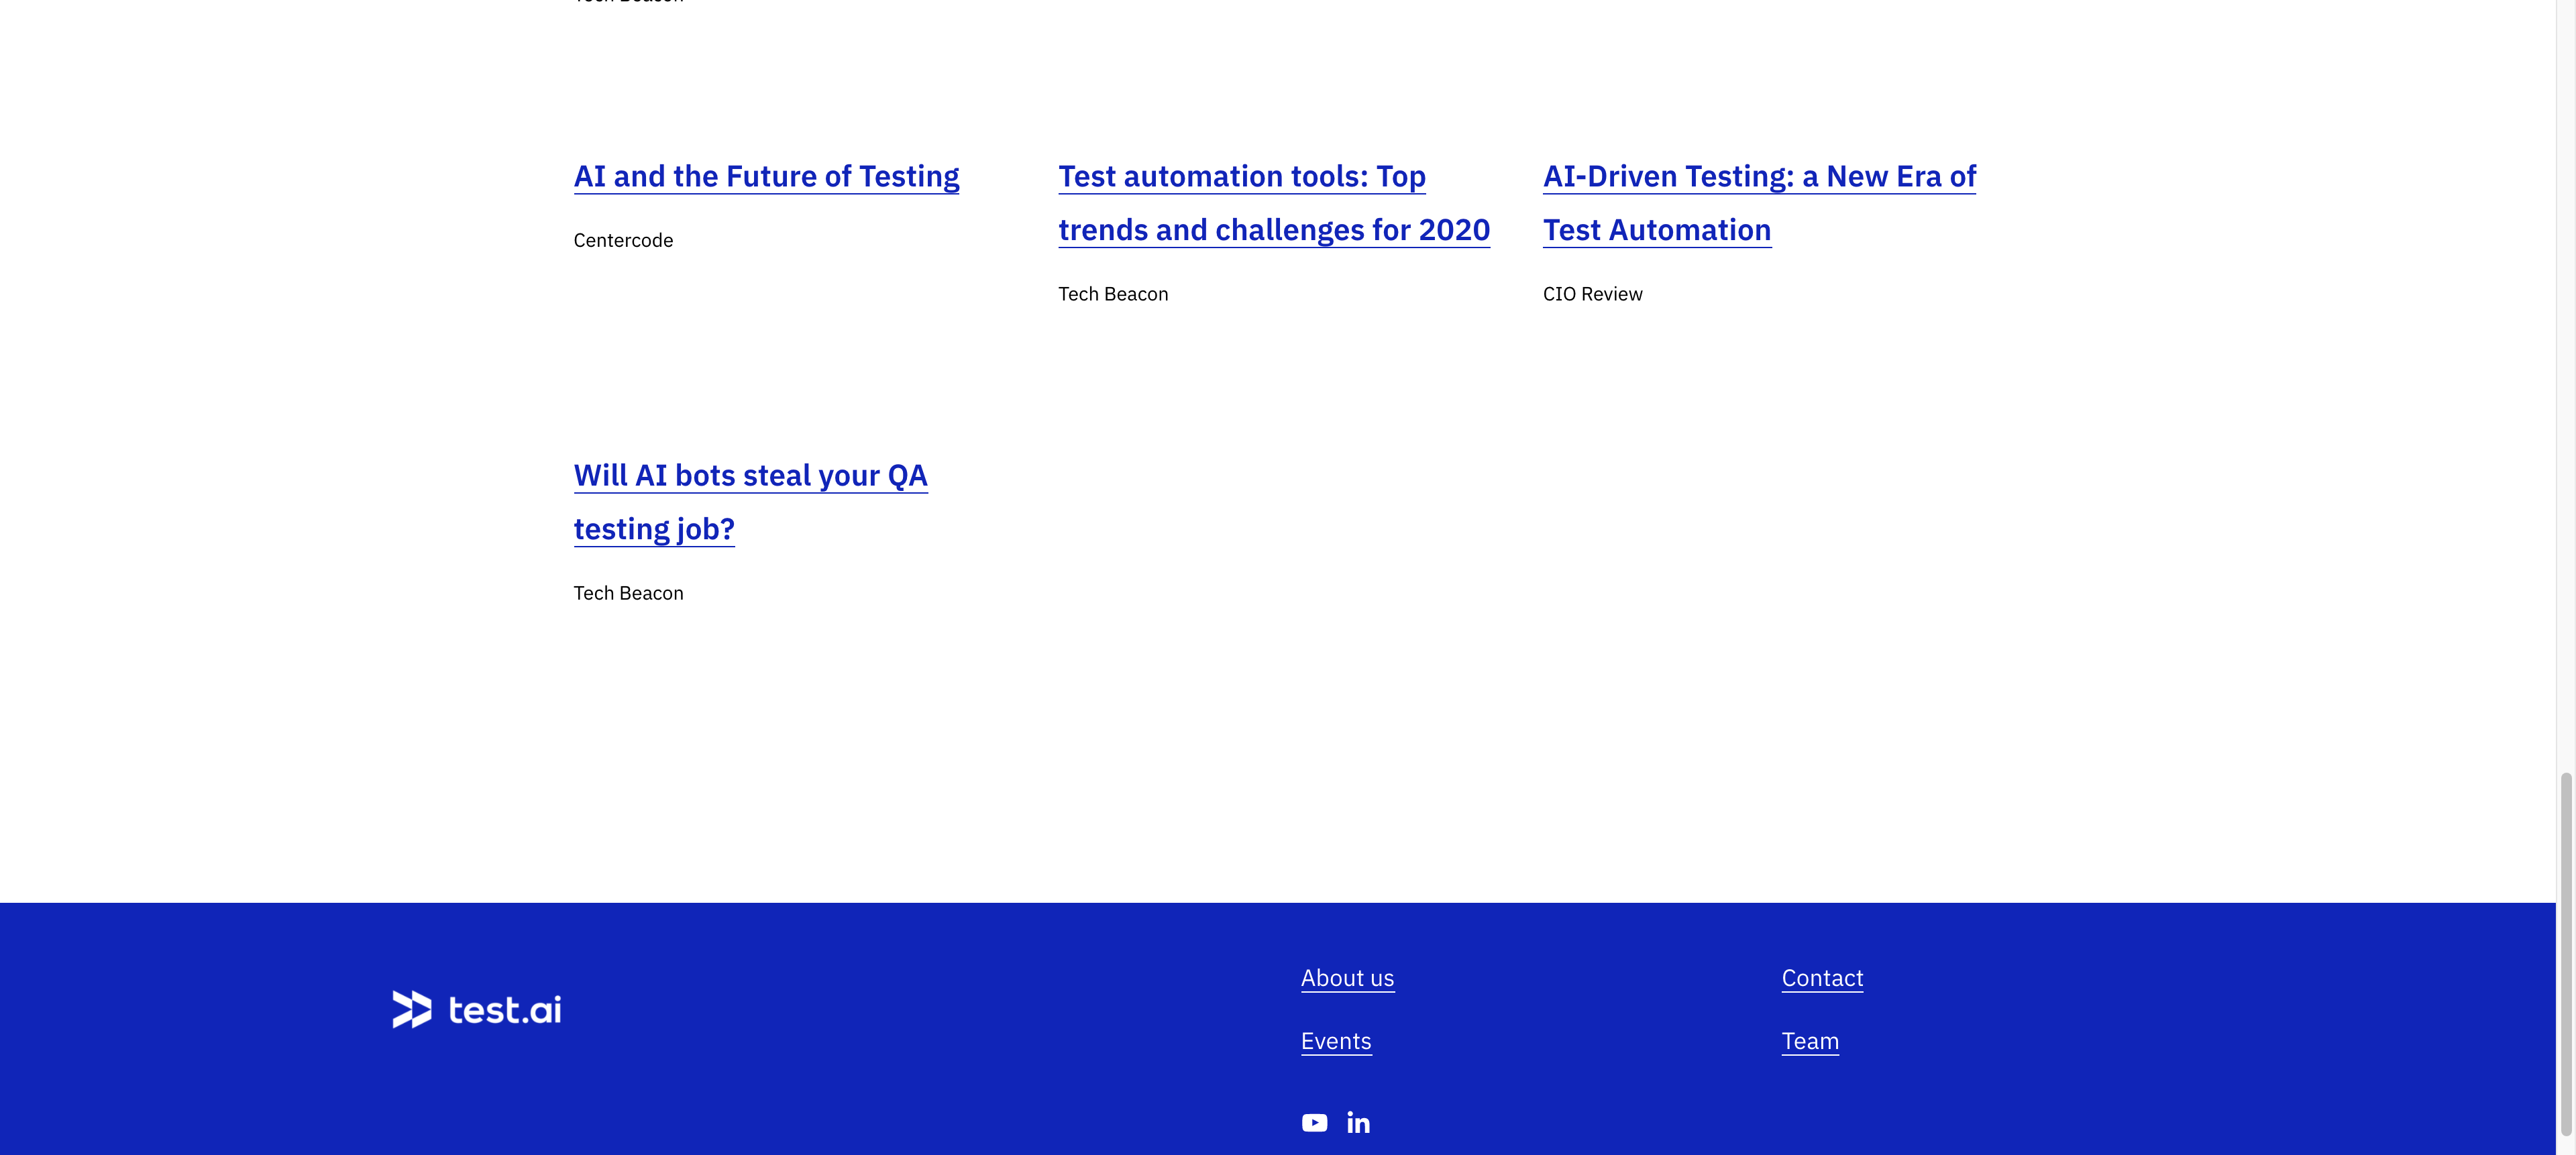 AI and the Future of Testing
Centercode
Test automation tools: Top
trends and challenges for 2020
Tech Beacon
AI-Driven Testing: a New Era of
Test Automation
CIO Review
Will AI bots steal your QA
testing job?
Tech Beacon
test.ai
About us
Events
Contact
Team